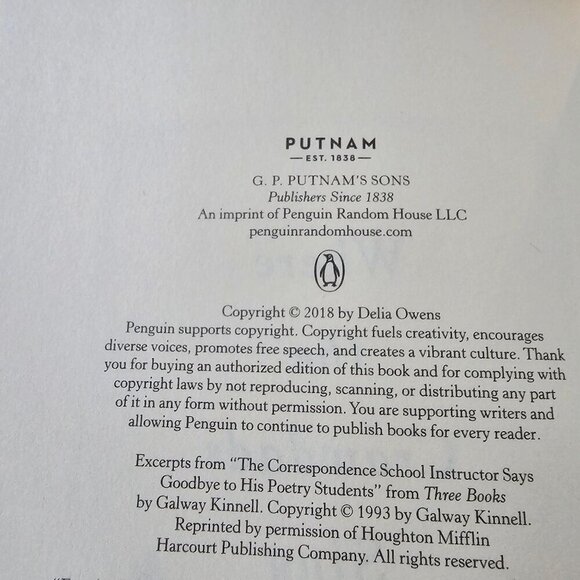 PUTNAM
— EST. 1838 —
G. P. PUTNAM'S SONS
Publishers Since 1838
An imprint of Penguin Random House LLC
penguinrandomhouse.com
Copyright © 2018 by Delia Owens
Penguin supports copyright. Copyright fuels creativity, encourages
diverse voices, promotes free speech, and creates a vibrant culture. Thank
you for buying an authorized edition of this book and for complying with
copyright laws by not reproducing, scanning, or distributing any part
of it in any form without permission. You are supporting writers and
allowing Penguin to continue to publish books for every reader.
Excerpts from "The Correspondence School Instructor Says
Goodbye to His Poetry Students" from Three Books
by Galway Kinnell. Copyright © 1993 by Galway Kinnell.
Reprinted by permission of Houghton Mifflin
Harcourt Publishing Company. All rights reserved.